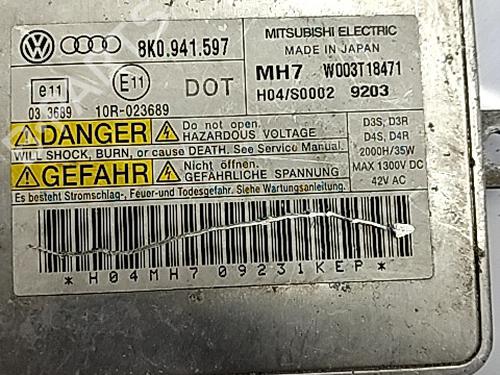 8K0.941.597
MITSUBISHI ELECTRIC
MADE IN JAPAN
MH7 W003T18471
H04/S0002 9203
e11
E11
DOT
03 3689
10R-023689
DANGER
Do not open.
HAZARDOUS VOLTAGE
WILL SHOCK, BURN, or cause DEATH. See Service Manual.
GEFAHR
Nicht öffnen.
GEFÄHRLICHE SPANNUNG
Es besteht Stromschlag-, Feuer-und Todesgefahr. Siehe Wartungsanleitung.
D3S, D3R
D4S, D4R
2000H/35W
MAX 1300V DC
42V AC
*H04MH709231KEP*